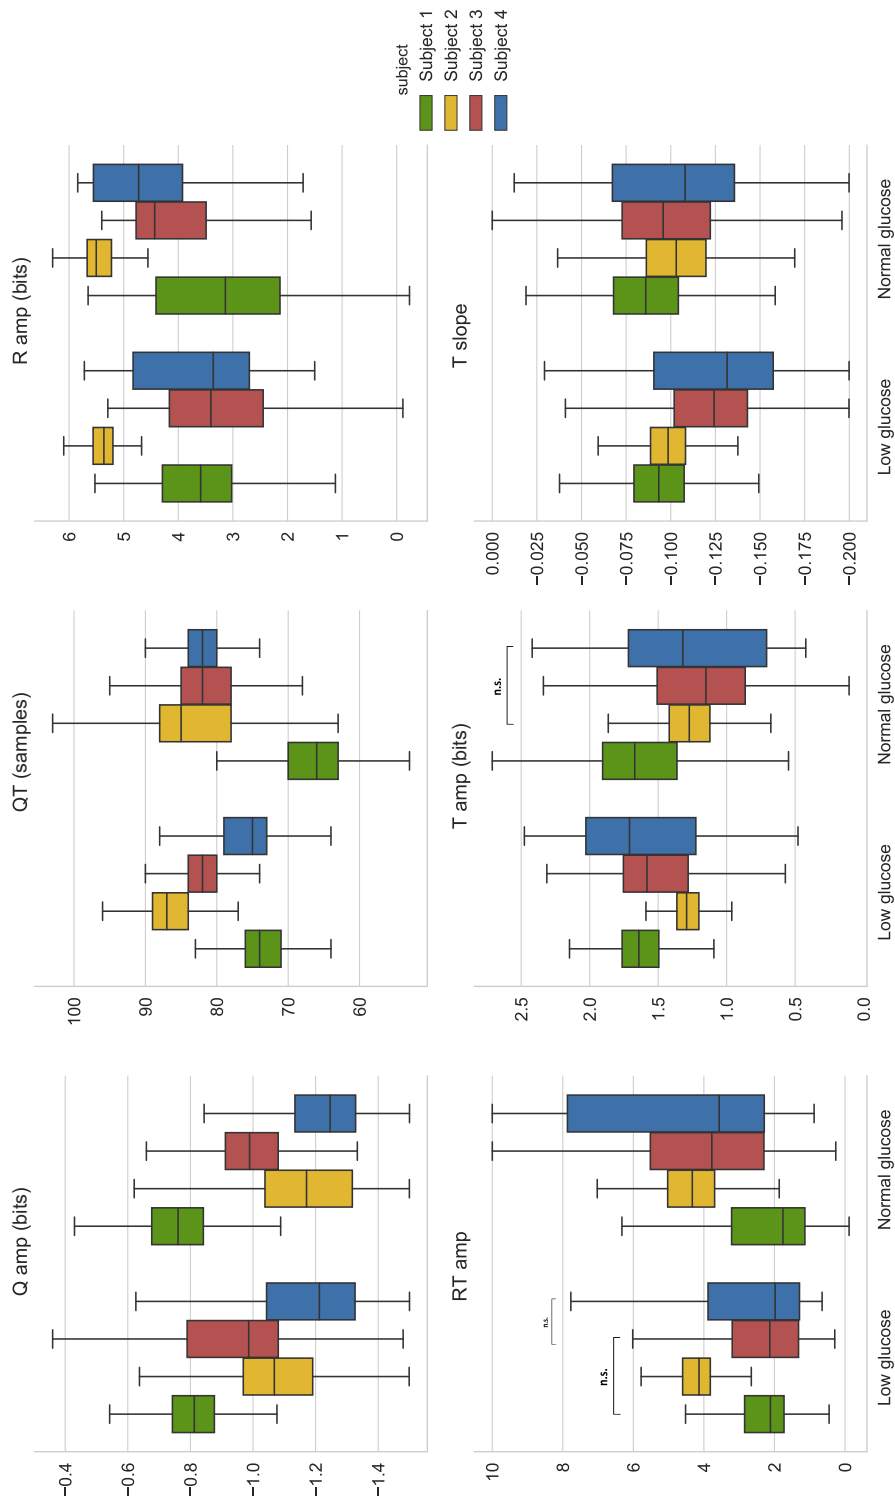 Q amp (bits)
−0.4
−0.6
−0.8
−1.0
−1.2
−1.4
QT (samples)
100
90
80
70
60
R amp (bits)
6
5
4
3
2
1
0
subject
Subject 1
Subject 2
Subject 3
Subject 4
RT amp
10
8
6
4
2
0
n.s.
n.s.
Low glucose
Normal glucose
T amp (bits)
2.5
2.0
1.5
1.0
0.5
0.0
n.s.
Low glucose
Normal glucose
T slope
0.000
−0.025
−0.050
−0.075
−0.100
−0.125
−0.150
−0.175
−0.200
Low glucose
Normal glucose